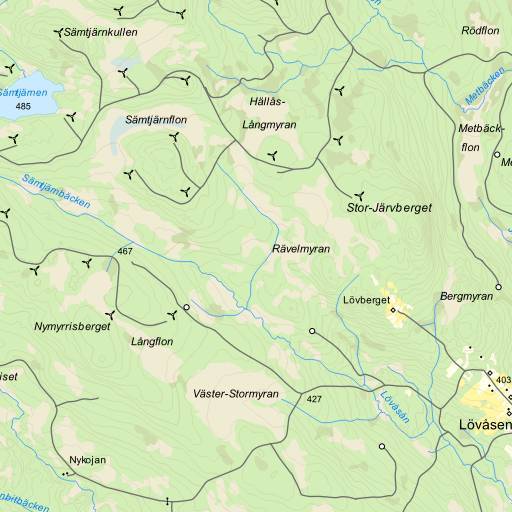 Sämtjärnkullen
Rödflon
Sämtjärnen
485
Metbäcken
Hällås-
Långmyran
Sämtjärnflon
Metbäck-
flon
Sämtjärnbäcken
Stor-Järvberget
467
Rävelmyran
Lövberget
Bergmyran
Nymyrrisberget
Långflon
Väster-Stormyran
427
403
Lövåsån
Lövåsen
Nykojan